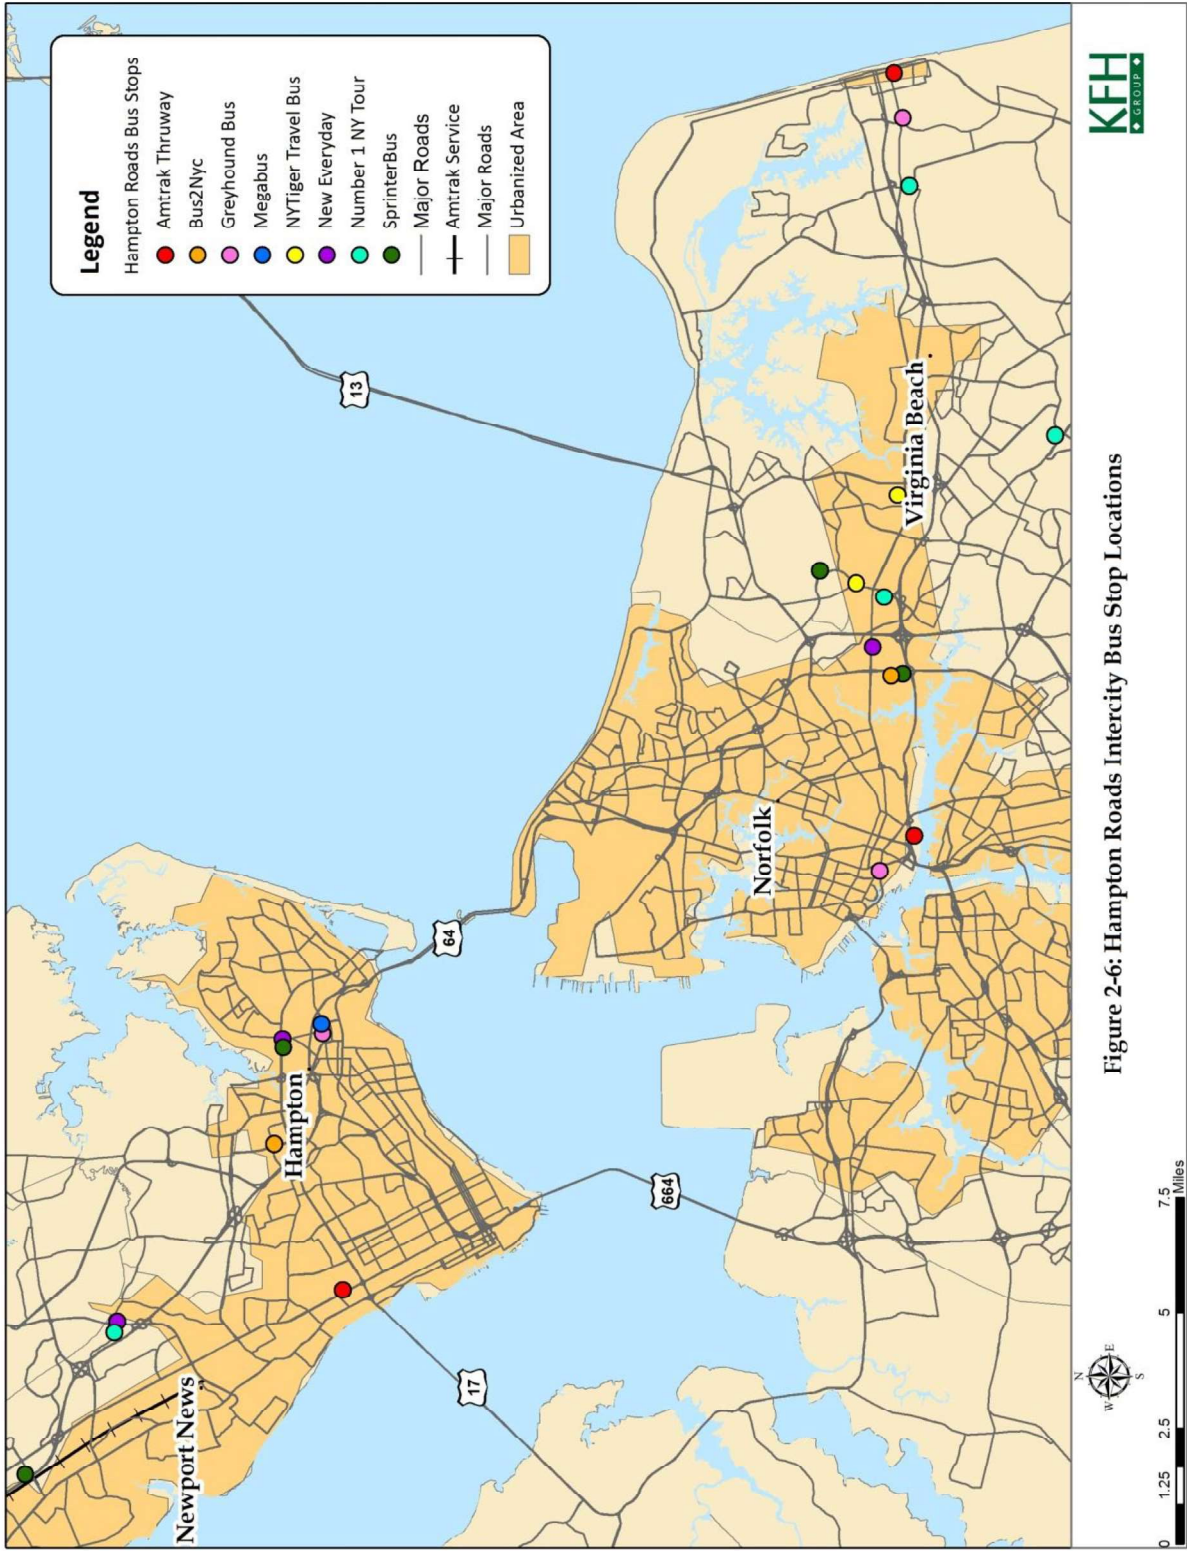 Legend
Hampton Roads Bus Stops
Amtrak Thruway
Bus2Nyc
Greyhound Bus
Megabus
NYTiger Travel Bus
New Everyday
Number 1 NY Tour
SprinterBus
Major Roads
Amtrak Service
Major Roads
Urbanized Area
13
64
664
17
Newport News
Hampton
Norfolk
Virginia Beach
N
W E
S
0 1.25 2.5 5 7.5
Miles
Figure 2-6: Hampton Roads Intercity Bus Stop Locations
KFH
GROUP